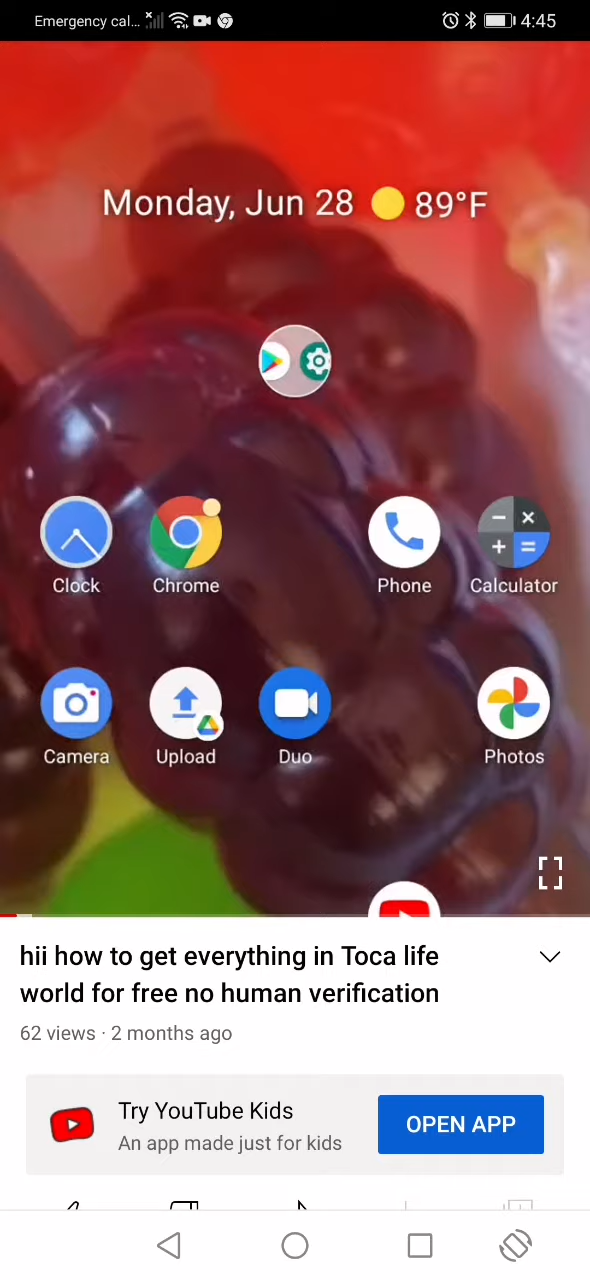 Emergency cal... 4:45
Monday, Jun 28 89°F
Clock Chrome Phone Calculator
Camera Upload Duo Photos
hii how to get everything in Toca life
world for free no human verification
62 views · 2 months ago
Try YouTube Kids
An app made just for kids
OPEN APP